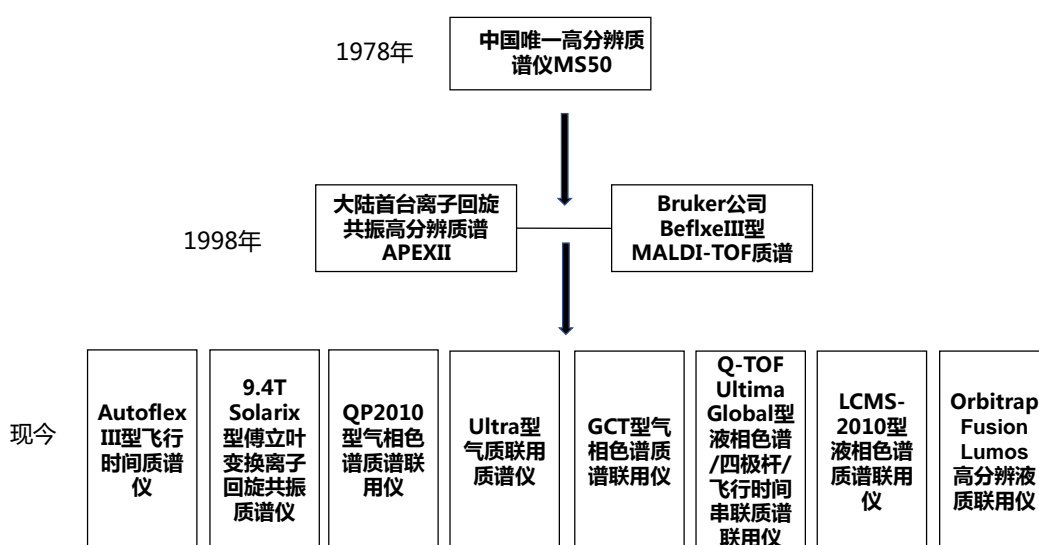 1978年
中国唯一高分辨质
谱仪MS50
1998年
大陆首台离子回旋
共振高分辨质谱
APEXII
Bruker公司
BeflxeIII型
MALDI-TOF质谱
现今
Autoflex
III型飞行
时间质谱
仪
9.4T
Solarix
型傅立叶
变换离子
回旋共振
质谱仪
QP2010
型气相色
谱质谱联
用仪
Ultra型
气质联用
质谱仪
GCT型气
相色谱质
谱联用仪
Q-TOF
Ultima
Global型
液相色谱
/四极杆/
飞行时间
串联质谱
联用仪
LCMS-
2010型
液相色谱
质谱联用
仪
Orbitrap
Fusion
Lumos
高分辨液
质联用仪